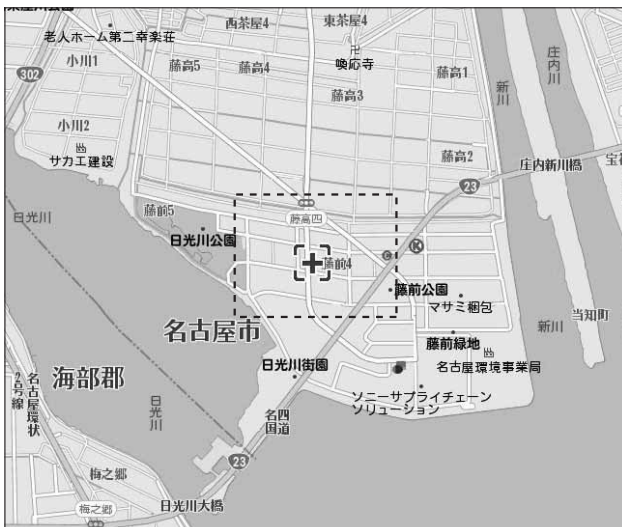 西茶屋4
東茶屋4
老人ホーム第二幸楽荘
302
小川1
藤高5
藤高4
喚応寺
藤高1
藤高3
新川
庄内川
小川2
サカエ建設
藤高2
庄内新川橋
23
日光川
藤前5
藤高四
日光川公園
藤前4
K
藤前公園
マサミ梱包
当知町
新川
名古屋市
藤前緑地
海部郡
日光川街園
名古屋環境事業局
名古屋環状
2号線
ソニーサプライチェーン
ソリューション
日光川
名四
国道
23
梅之郷
梅之郷
日光川大橋